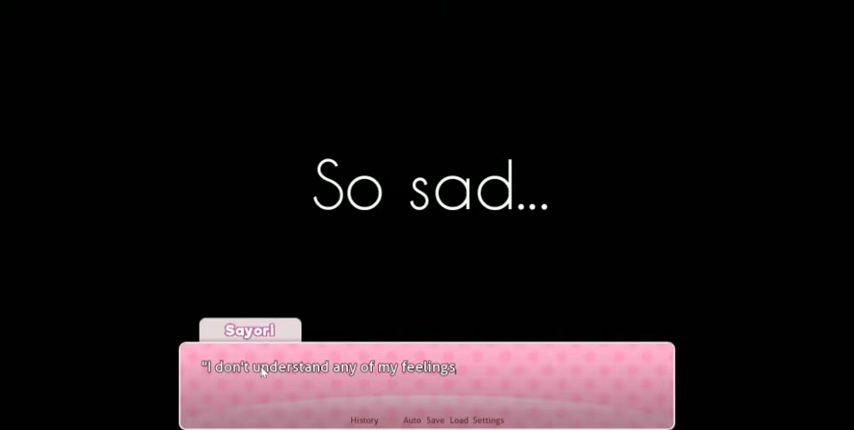 So sad...
Sayori
"I don't understand any of my feelings,
History Auto Save Load Settings